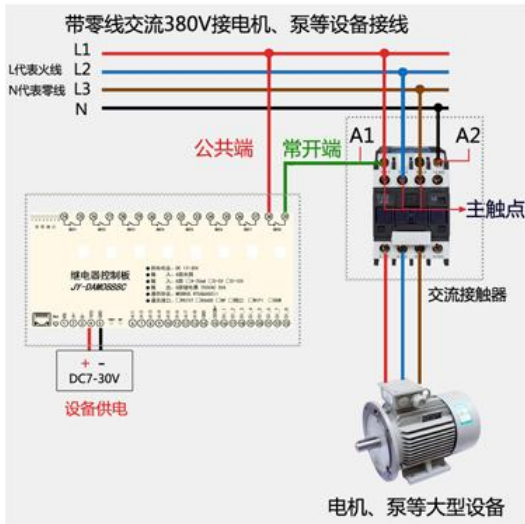 带零线交流380V接电机、泵等设备接线
L1
L代表火线 L2
N代表零线 L3
N
公共端 常开端 A1 A2
主触点
继电器控制板
JY-DAM0888C
交流接触器
+ -
DC7-30V
设备供电
电机、泵等大型设备